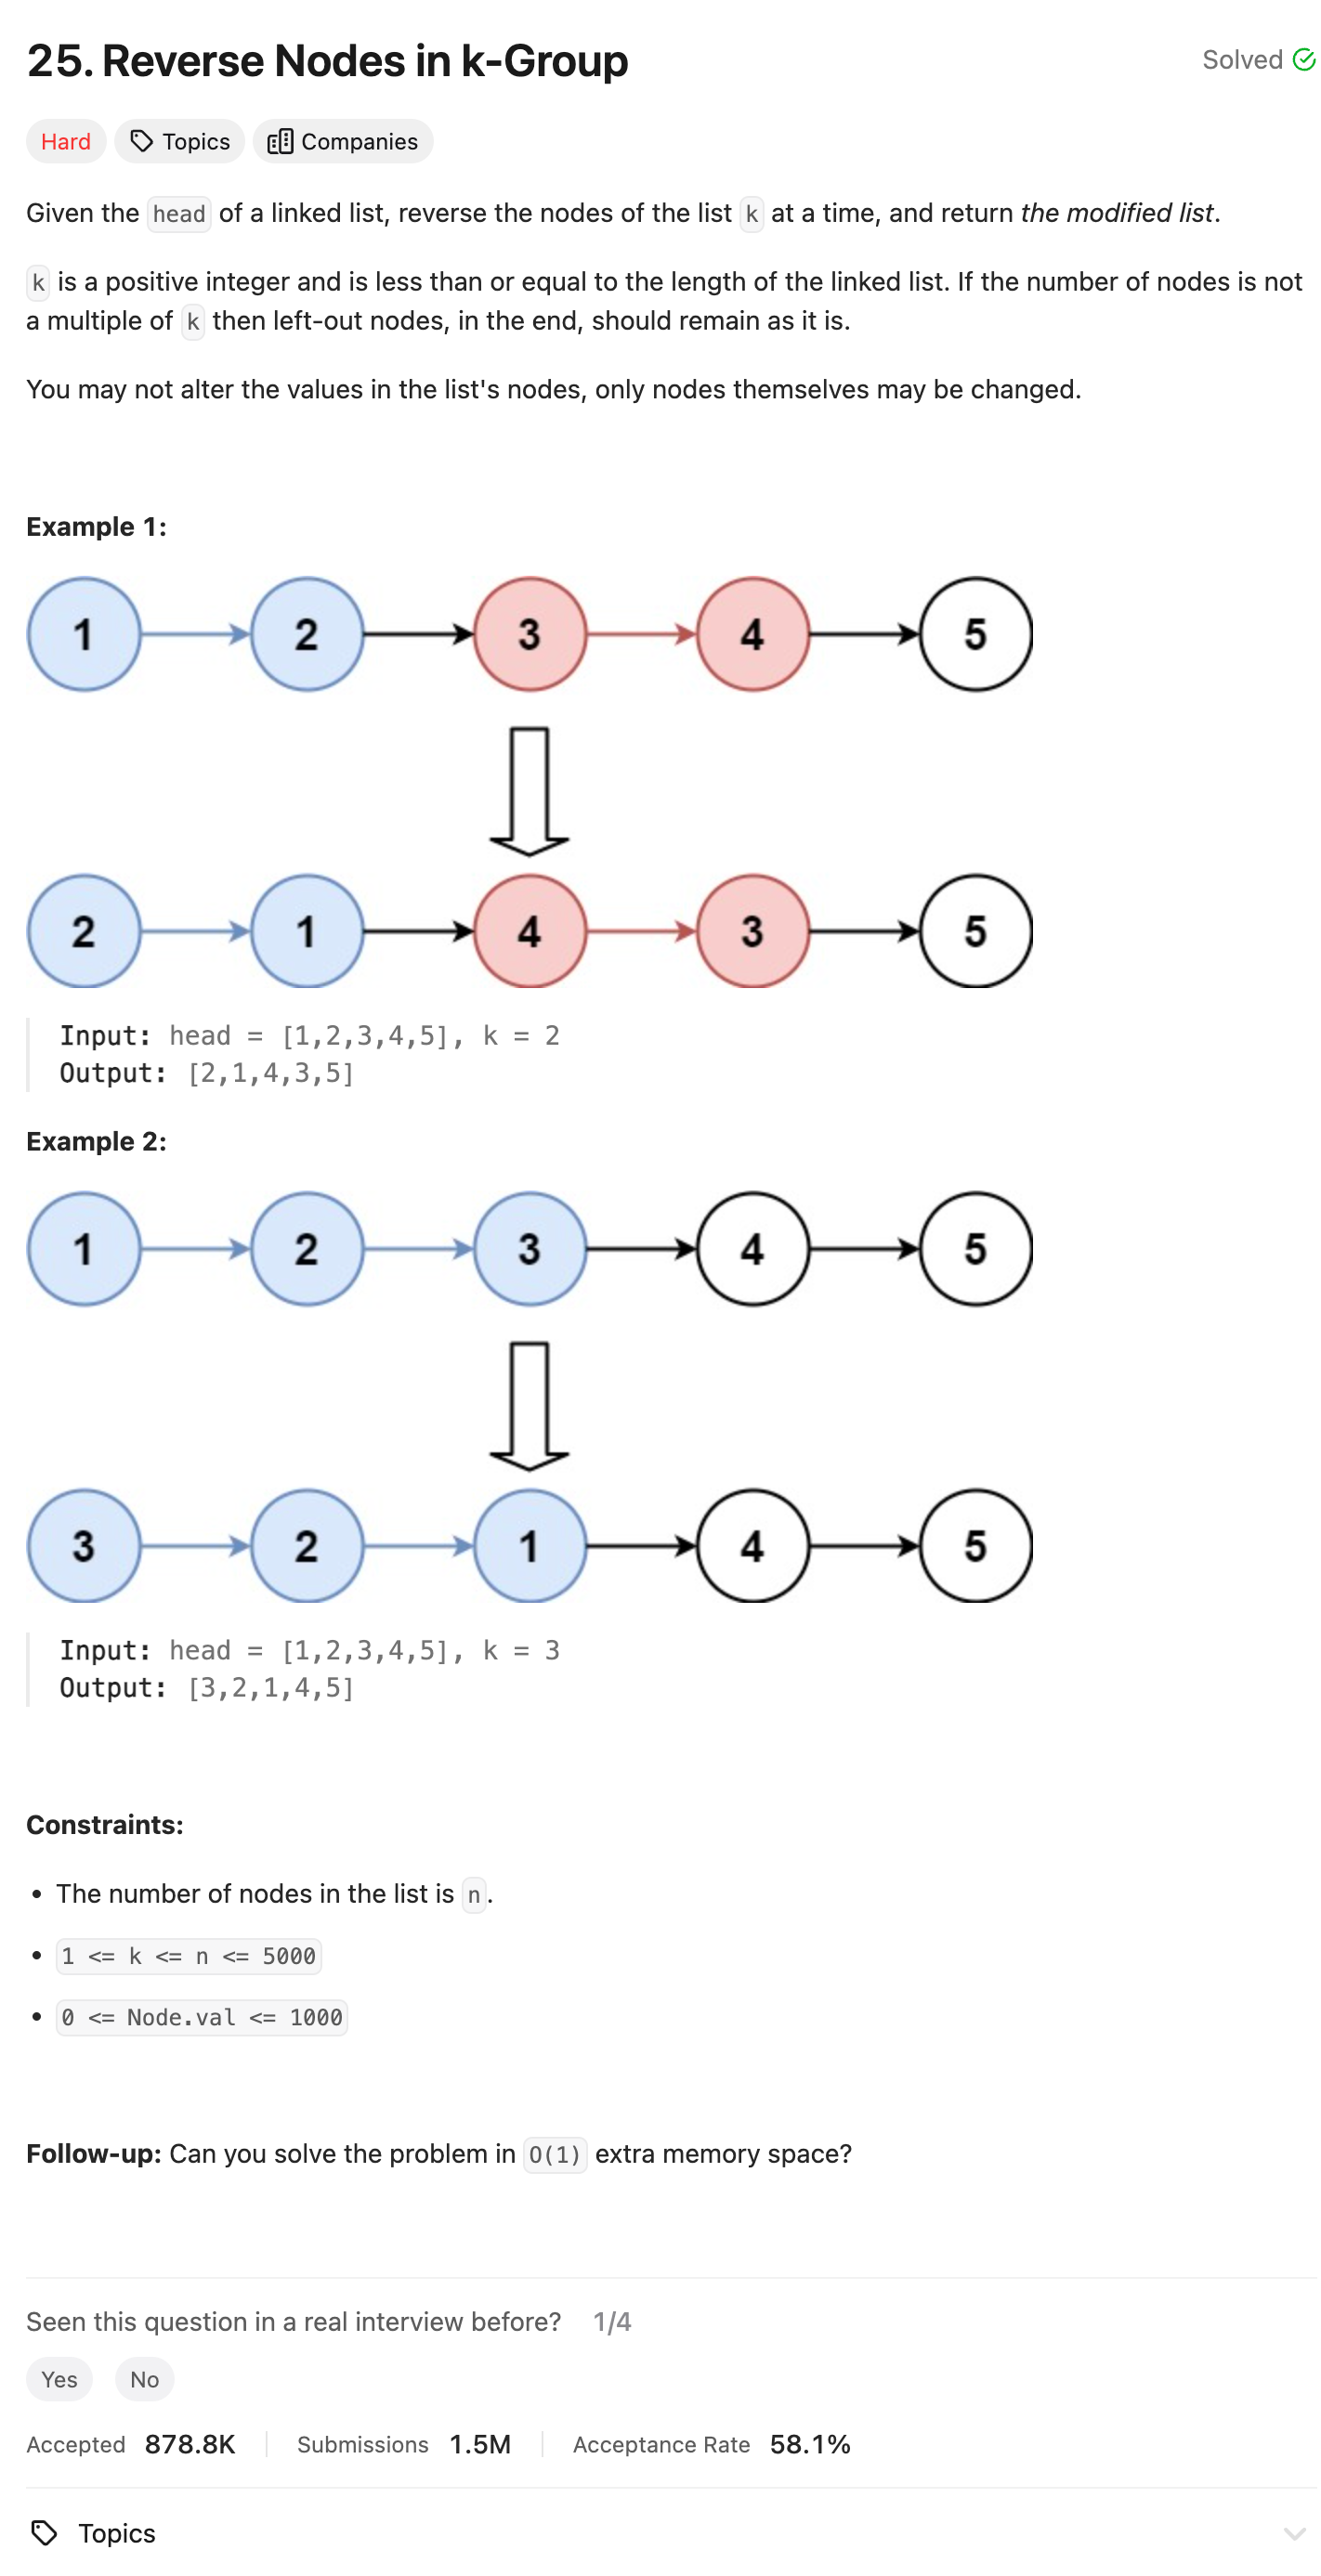 25. Reverse Nodes in k-Group
Solved
Hard Topics Companies
Given the head of a linked list, reverse the nodes of the list k at a time, and return the modified list.
k is a positive integer and is less than or equal to the length of the linked list. If the number of nodes is not
a multiple of k then left-out nodes, in the end, should remain as it is.
You may not alter the values in the list's nodes, only nodes themselves may be changed.
Example 1:
1 2 3 4 5
2 1 4 3 5
Input: head = [1,2,3,4,5], k = 2
Output: [2,1,4,3,5]
Example 2:
1 2 3 4 5
3 2 1 4 5
Input: head = [1,2,3,4,5], k = 3
Output: [3,2,1,4,5]
Constraints:
• The number of nodes in the list is n.
• 1 <= k <= n <= 5000
• 0 <= Node.val <= 1000
Follow-up: Can you solve the problem in O(1) extra memory space?
Seen this question in a real interview before? 1/4
Yes No
Accepted 878.8K Submissions 1.5M Acceptance Rate 58.1%
Topics